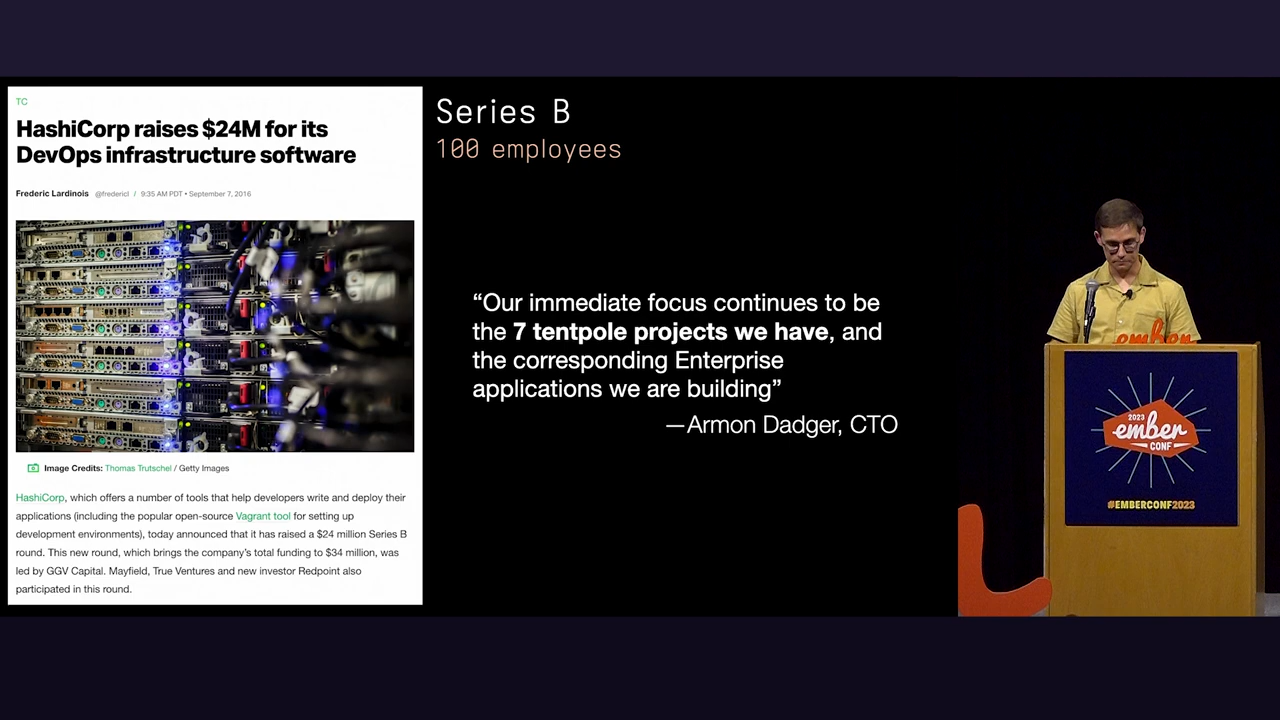 TC
HashiCorp raises $24M for its
DevOps infrastructure software
Frederic Lardinois @fredericl / 9:35 AM PDT • September 7, 2016
Image Credits: Thomas Trutschel / Getty Images
HashiCorp, which offers a number of tools that help developers write and deploy their
applications (including the popular open-source Vagrant tool for setting up
development environments), today announced that it has raised a $24 million Series B
round. This new round, which brings the company's total funding to $34 million, was
led by GGV Capital. Mayfield, True Ventures and new investor Redpoint also
participated in this round.
Series B
100 employees
“Our immediate focus continues to be
the 7 tentpole projects we have, and
the corresponding Enterprise
applications we are building”
—Armon Dadger, CTO
ember
2023
ember
CONF
#EMBERCONF2023